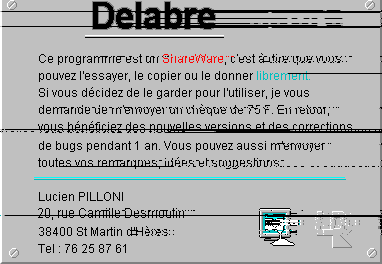 Delabre
Ce programme est un ShareWare, c'est à dire que vous
pouvez l'essayer, le copier ou le donner librement.
Si vous décidez de le garder pour l'utiliser, je vous
demande de m'envoyer un chèque de 75 F. En retour,
vous bénéficiez des nouvelles versions et des corrections
de bugs pendant 1 an. Vous pouvez aussi m'envoyer
toutes vos remarques, idées et suggestions.
Lucien PILLONI
20, rue Camille Desmoulin
38400 St Martin d'Hères
Tel : 76 25 87 61